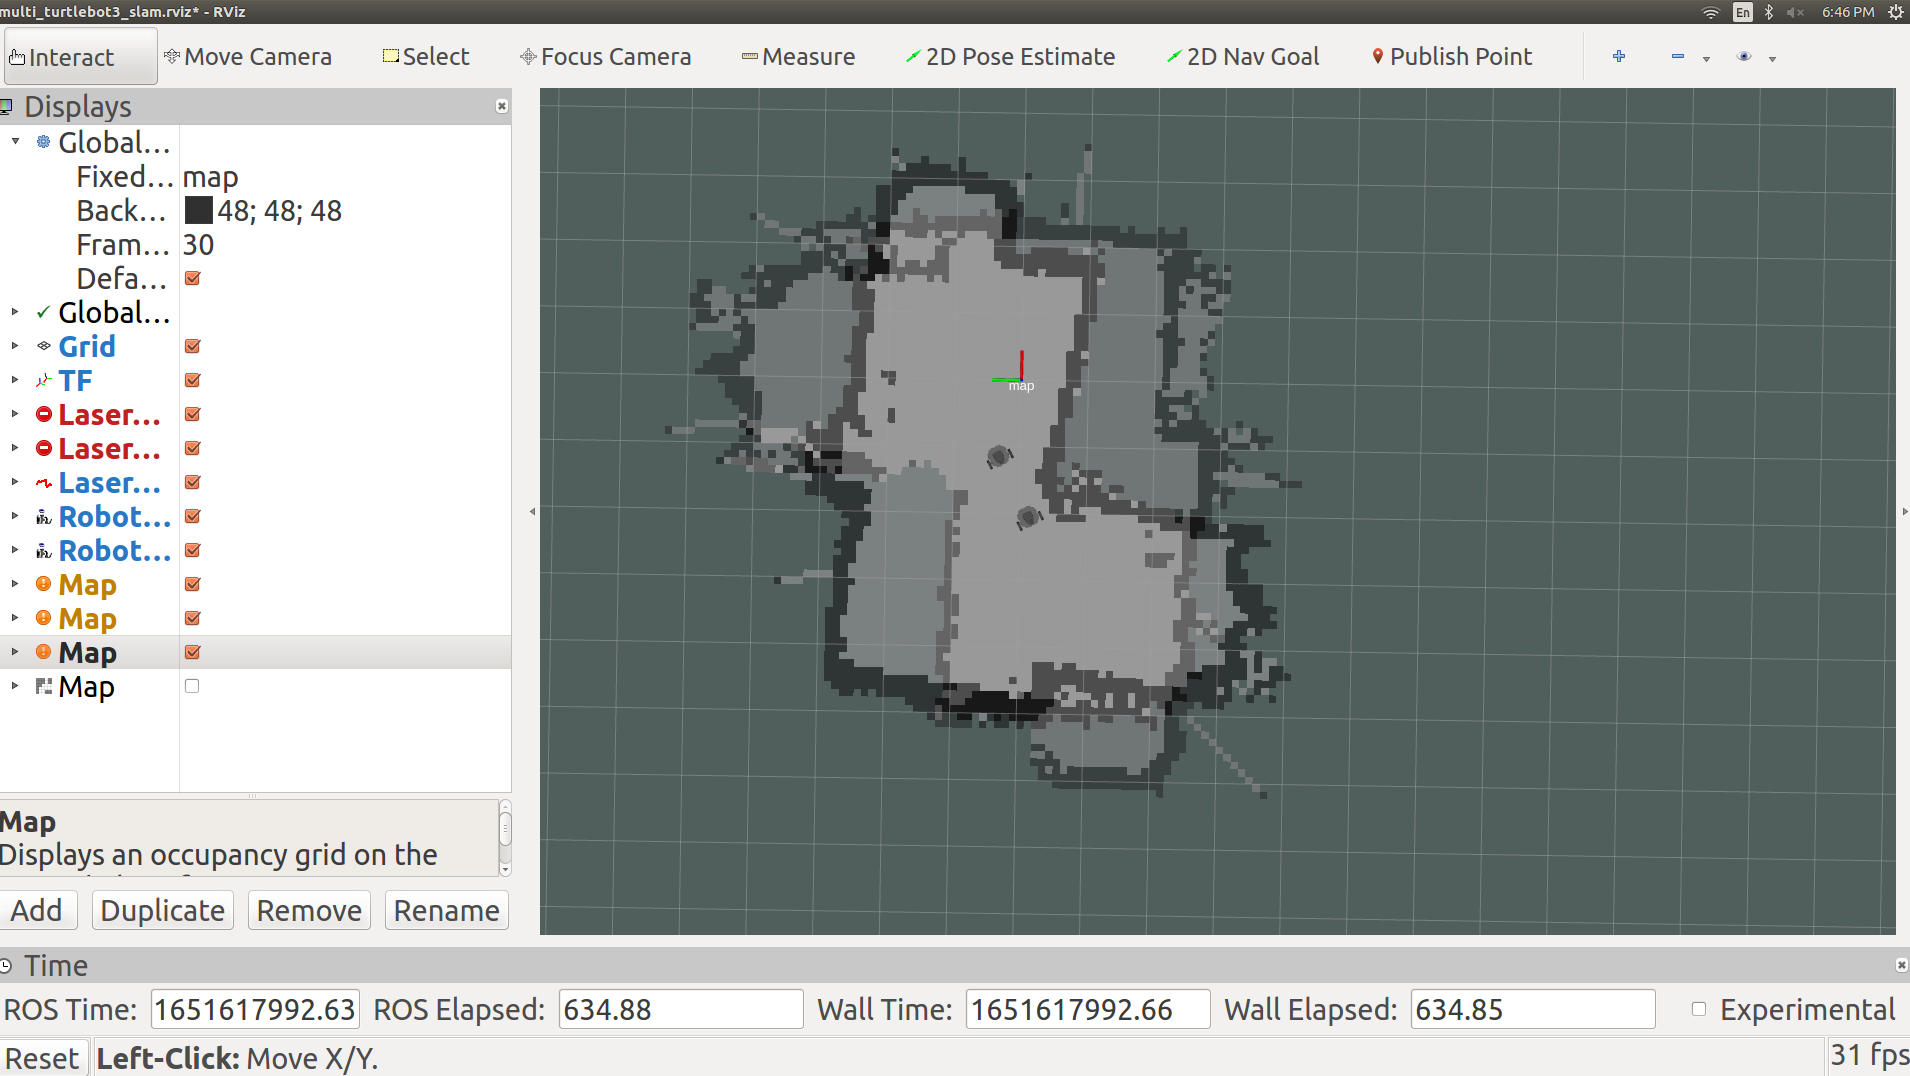 multi_turtlebot3_slam.rviz* - RViz
En
6:46 PM
Interact
Move Camera
Select
Focus Camera
Measure
2D Pose Estimate
2D Nav Goal
Publish Point
Displays
Global...
Fixed... map
Back... 48; 48; 48
Fram... 30
Defa...
Global...
Grid
TF
Laser...
Laser...
Laser...
Robot...
Robot...
Map
Map
Map
Map
map
Map
Displays an occupancy grid on the
Add
Duplicate
Remove
Rename
Time
ROS Time: 1651617992.63 ROS Elapsed: 634.88 Wall Time: 1651617992.66 Wall Elapsed: 634.85 Experimental
Reset
Left-Click: Move X/Y.
31 fps